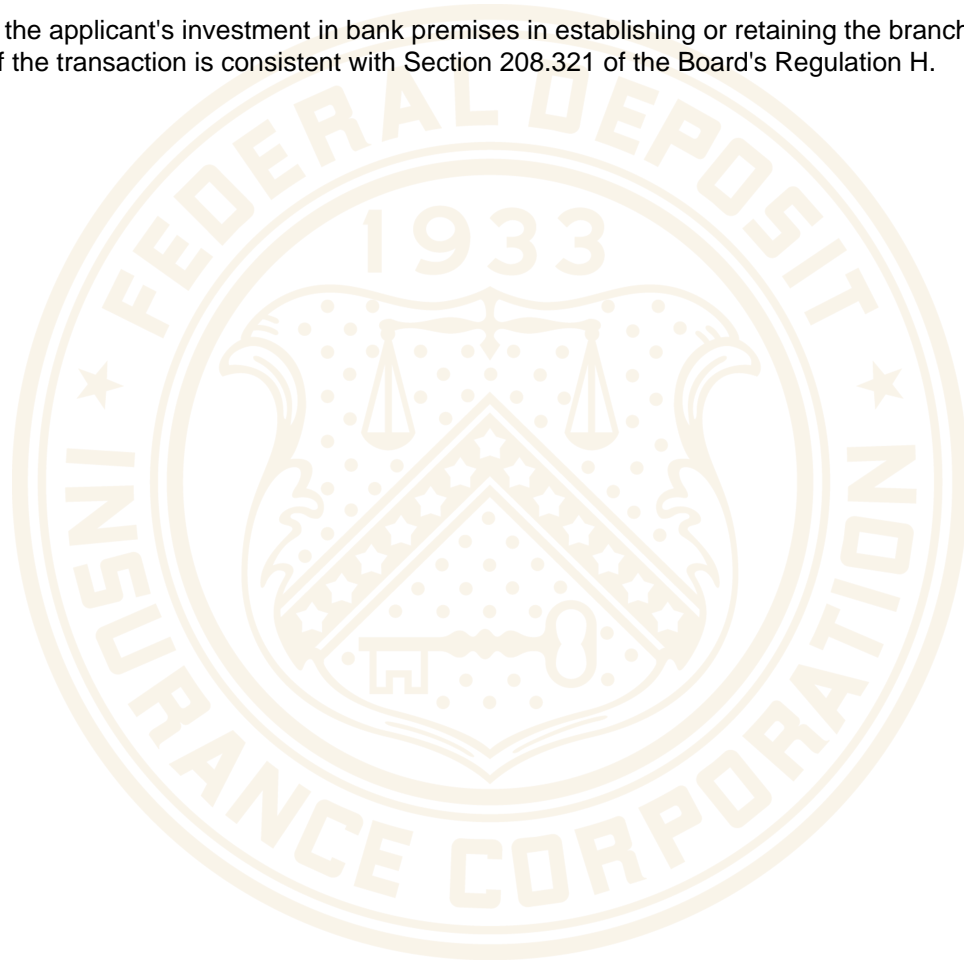 the applicant's investment in bank premises in establishing or retaining the branch
f the transaction is consistent with Section 208.321 of the Board's Regulation H.
FEDERAL DEPOSIT
1933
INSURANCE CORPORATION